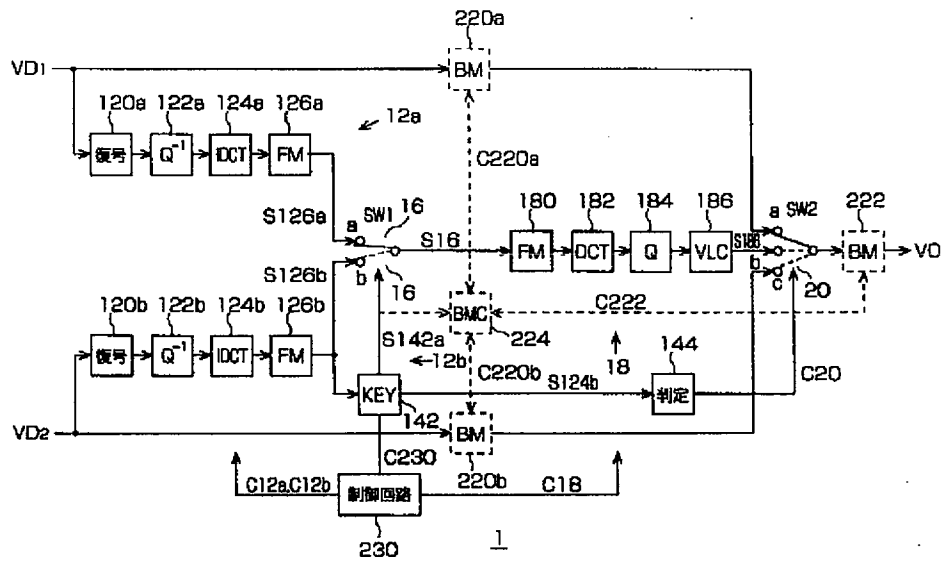 220a
VD1
BM
120a 122a 124a 126a
12a
復号 Q⁻¹ IDCT FM
C220a
S126a
a SW1 16
180 182 184 186
a SW2 222
S16
FM DCT Q VLC S186
BM VO
b
S126b
b
16
c
20
120b 122b 124b 126b
BMC
C222
224
S142a
復号 Q⁻¹ IDCT FM
12b
18
144
C220b
C20
S124b
KEY
判定
142
VD2
BM
C230
220b
C12a,C12b
制御回路
C18
230
1